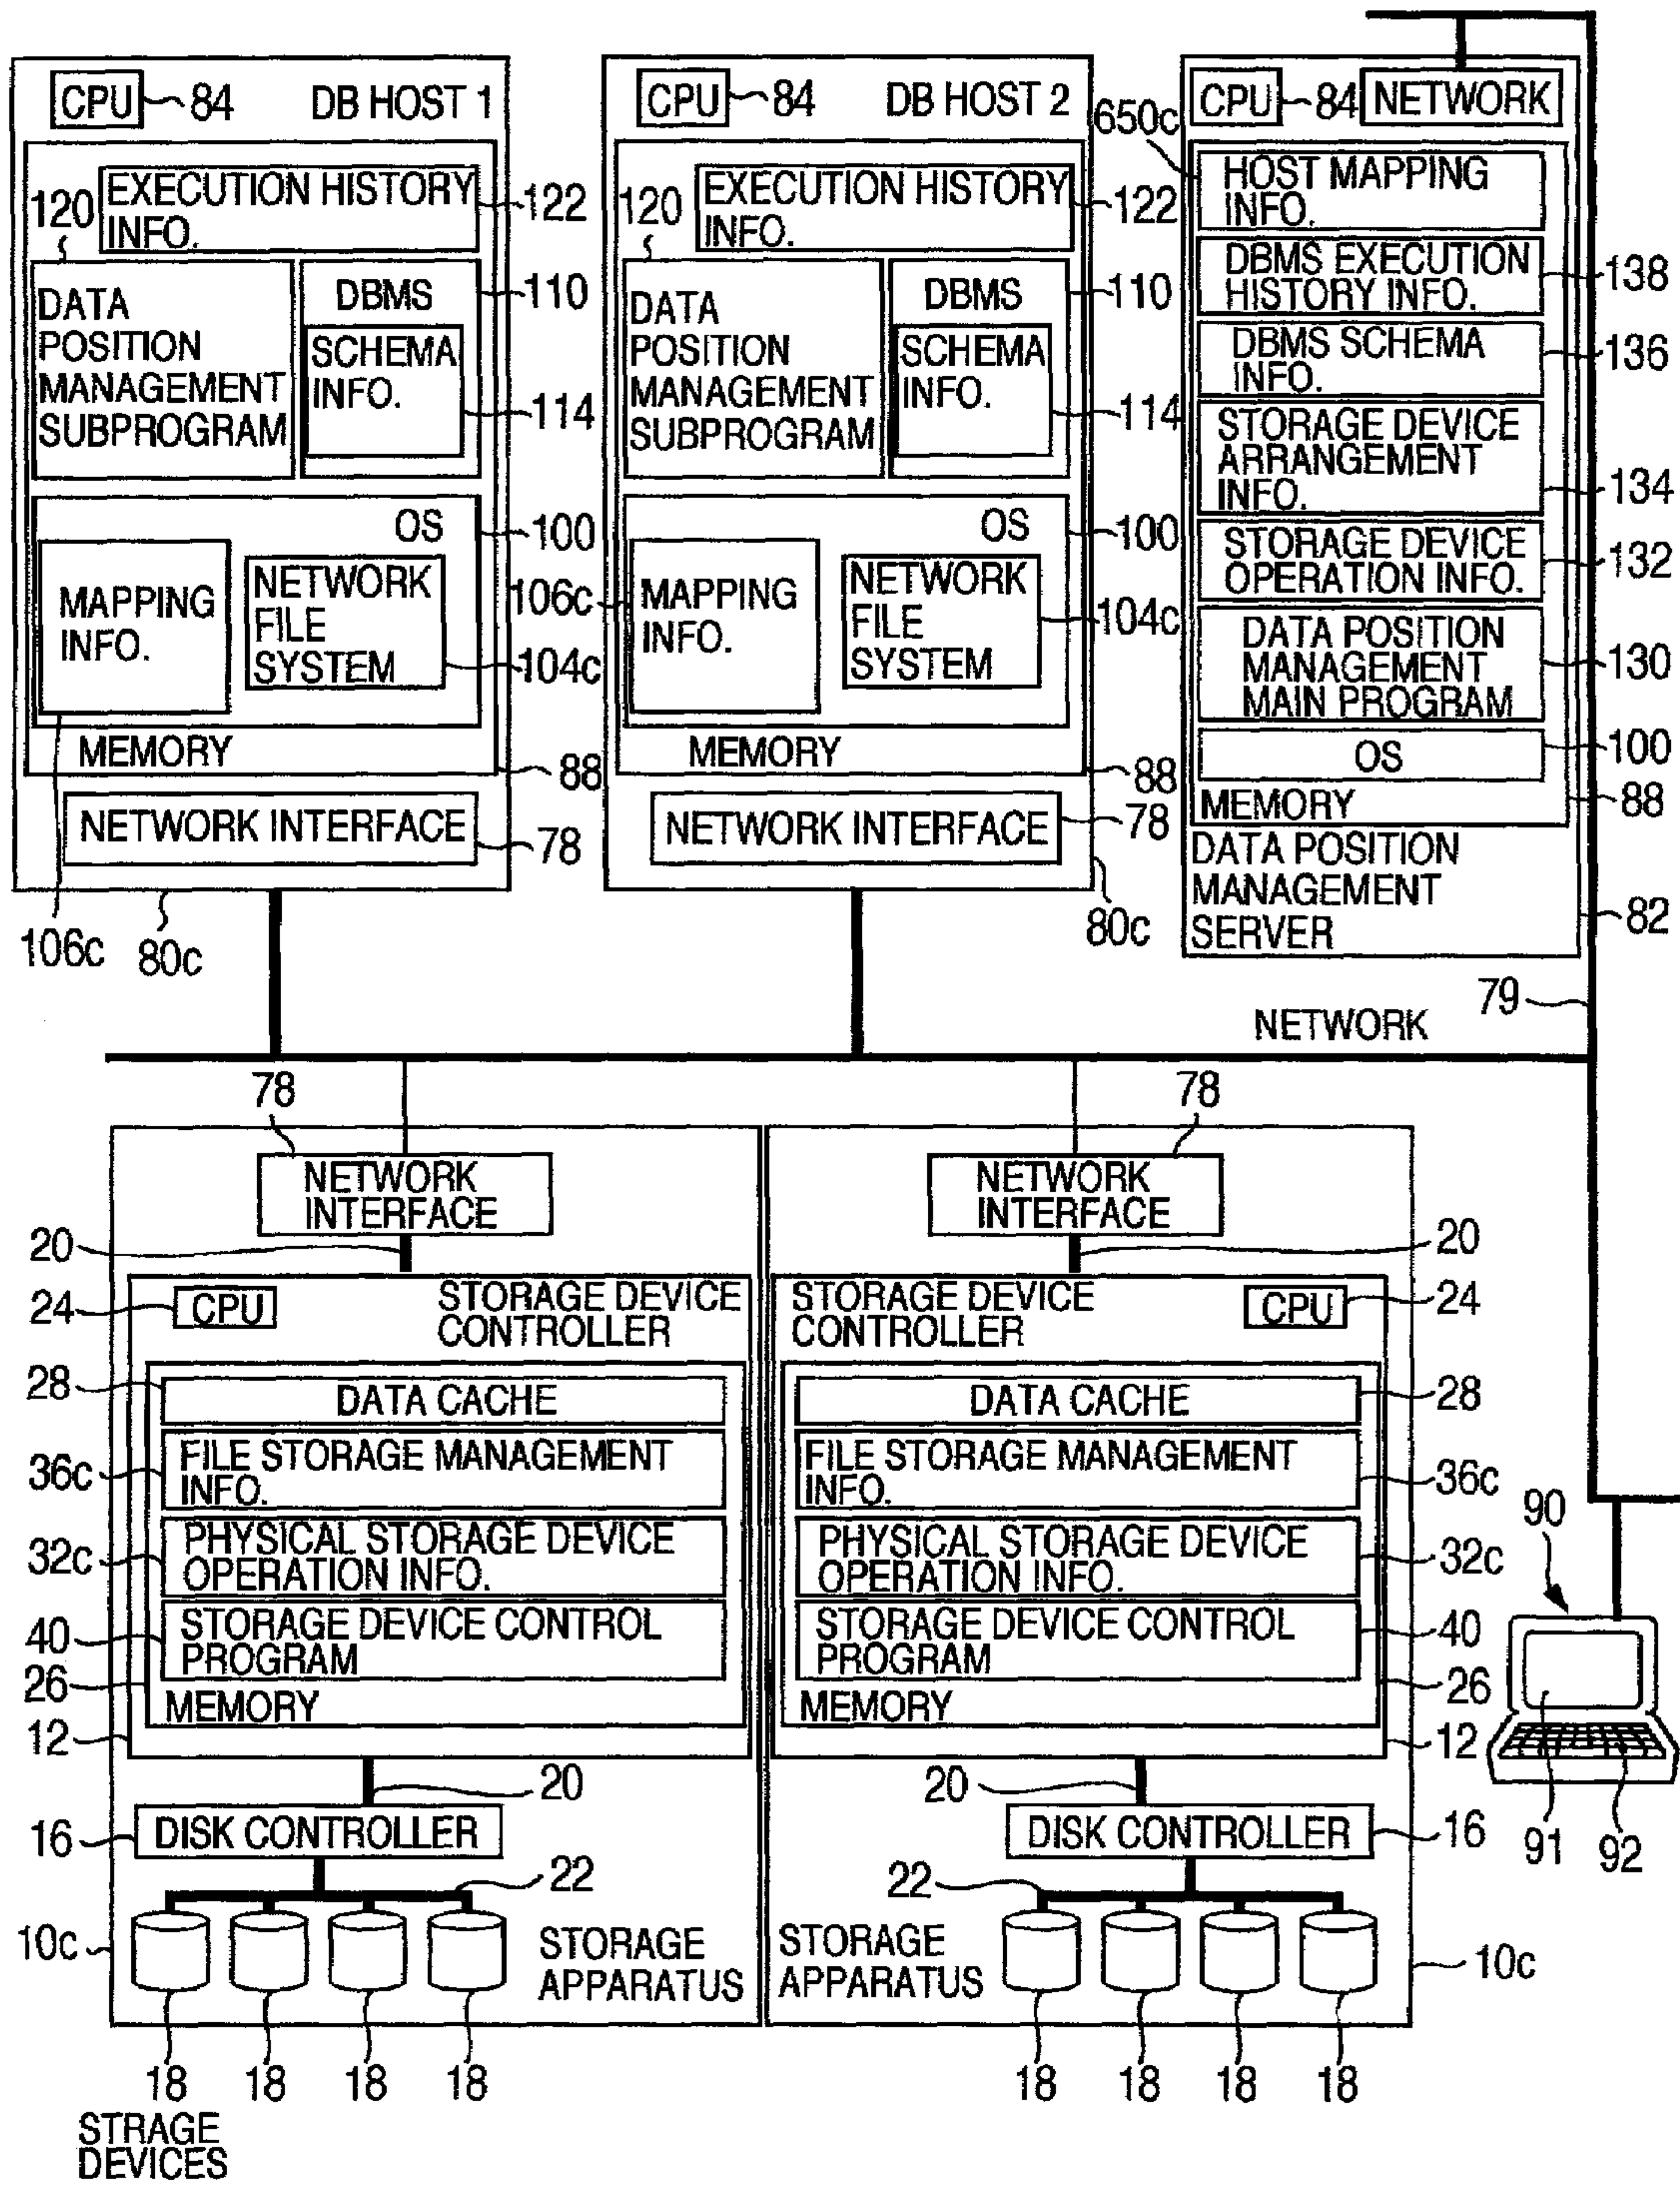 CPU 84 DB HOST 1
EXECUTION HISTORY
INFO.
120
122
DATA
POSITION
MANAGEMENT
SUBPROGRAM
DBMS
110
SCHEMA
INFO.
114
OS
100
MAPPING
INFO.
NETWORK
FILE
SYSTEM
104c
MEMORY
88
NETWORK INTERFACE
78
106c
80c
CPU 84 DB HOST 2
EXECUTION HISTORY
INFO.
120
122
DATA
POSITION
MANAGEMENT
SUBPROGRAM
DBMS
110
SCHEMA
INFO.
114
OS
100
106c
MAPPING
INFO.
NETWORK
FILE
SYSTEM
104c
MEMORY
88
NETWORK INTERFACE
78
80c
CPU 84 NETWORK
650c
HOST MAPPING
INFO.
DBMS EXECUTION
HISTORY INFO.
138
DBMS SCHEMA
INFO.
136
STORAGE DEVICE
ARRANGEMENT
INFO.
134
STORAGE DEVICE
OPERATION INFO.
132
DATA POSITION
MANAGEMENT
MAIN PROGRAM
130
OS
100
MEMORY
88
DATA POSITION
MANAGEMENT
SERVER
82
79
NETWORK
78
NETWORK
INTERFACE
20
24
CPU
STORAGE DEVICE
CONTROLLER
28
DATA CACHE
36c
FILE STORAGE MANAGEMENT
INFO.
32c
PHYSICAL STORAGE DEVICE
OPERATION INFO.
40
STORAGE DEVICE CONTROL
PROGRAM
26
MEMORY
12
20
16
DISK CONTROLLER
22
10c
STORAGE
APPARATUS
18 18 18 18
STRAGE
DEVICES
78
NETWORK
INTERFACE
20
STORAGE DEVICE
CONTROLLER
CPU
24
DATA CACHE
28
FILE STORAGE MANAGEMENT
INFO.
36c
PHYSICAL STORAGE DEVICE
OPERATION INFO.
32c
STORAGE DEVICE CONTROL
PROGRAM
40
MEMORY
26
12
20
DISK CONTROLLER
16
22
STORAGE
APPARATUS
10c
18 18 18 18
90
91 92